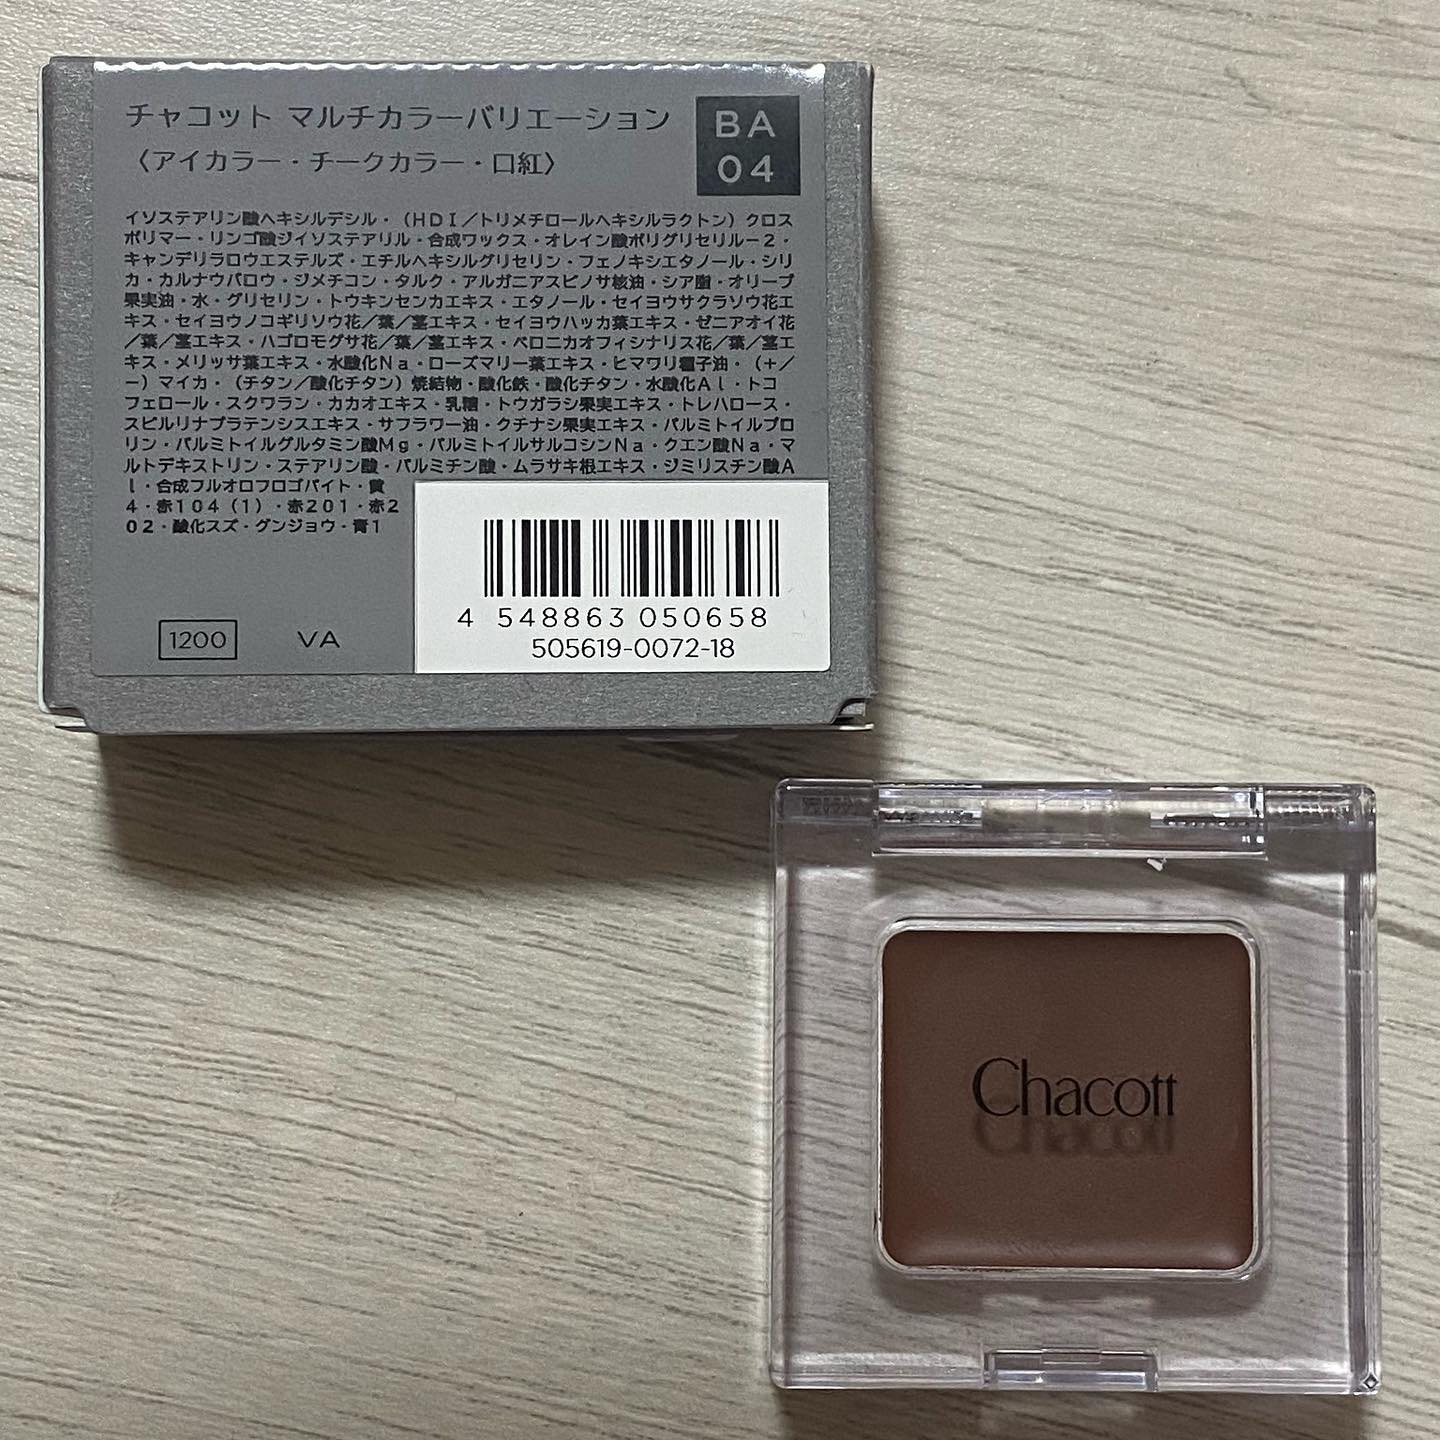 チャコット マルチカラーバリエーション
BA
04
〈アイカラー・チークカラー・口紅〉
イソステアリン酸ヘキシルデシル・(HDI/トリメチロールヘキシルラクトン)クロス
ポリマー・リンゴ酸ジイソステアリル・合成ワックス・オレイン酸ポリグリセリル-2・
キャンデリラロウエステルズ・エチルヘキシルグリセリン・フェノキシエタノール・シリ
カ・カルナウバロウ・ジメチコン・タルク・アルガニアスピノサ核油・シア脂・オリーブ
果実油・水・グリセリン・トウキンセンカエキス・エタノール・セイヨウサクラソウ花エ
キス・セイヨウノコギリソウ花/葉/茎エキス・セイヨウハッカ葉エキス・ゼニアオイ花
/葉/茎エキス・ハゴロモグサ花/葉/茎エキス・ベロニカオフィシナリス花/葉/茎エ
キス・メリッサ葉エキス・水酸化Na・ローズマリー葉エキス・ヒマワリ種子油・(+/
-)マイカ・(チタン/酸化チタン)焼結物・酸化鉄・酸化チタン・水酸化Al・トコ
フェロール・スクワラン・カカオエキス・乳糖・トウガラシ果実エキス・トレハロース・
スピルリナプラテンシスエキス・サフラワー油・クチナシ果実エキス・パルミトイルプロ
リン・パルミトイルグルタミン酸Mg・パルミトイルサルコシンNa・クエン酸Na・マ
ルトデキストリン・ステアリン酸・パルミチン酸・ムラサキ根エキス・ジミリスチン酸A
l・合成フルオロフロゴパイト・黄
4・赤104(1)・赤201・赤2
02・酸化スズ・グンジョウ・青1
4 548863 050658
505619-0072-18
1200 VA
Chacott